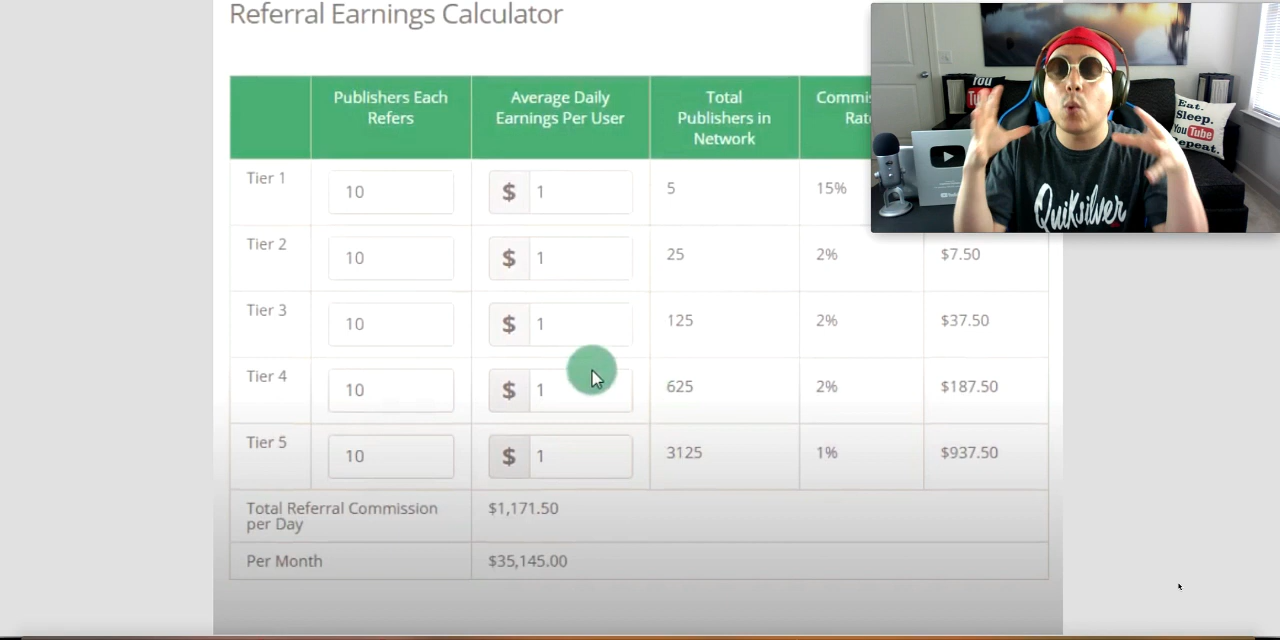 Referral Earnings Calculator
Publishers Each
Refers
Average Daily
Earnings Per User
Total
Publishers in
Network
Tier 1
10
$
1
5
15%
Tier 2
10
$
1
25
2%
$7.50
Tier 3
10
$
1
125
2%
$37.50
Tier 4
10
$
1
625
2%
$187.50
Tier 5
10
$
1
3125
1%
$937.50
Total Referral Commission
per Day
$1,171.50
Per Month
$35,145.00
You
Eat.
Sleep.
YouTube
Repeat.
Quiksilver